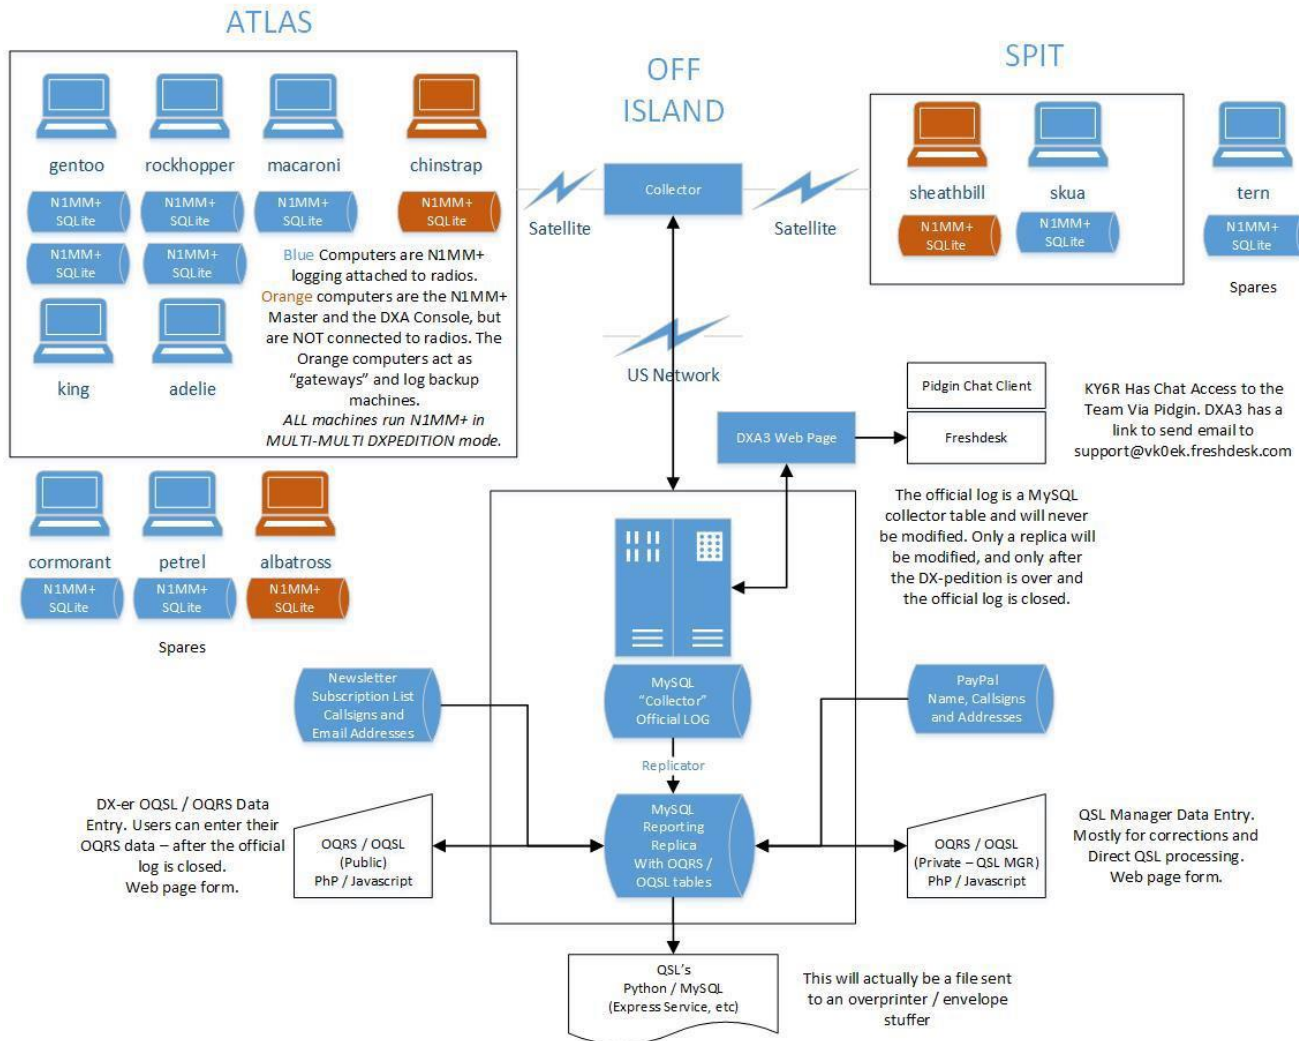 ATLAS
OFF
ISLAND
SPIT
gentoo
rockhopper
macaroni
chinstrap
N1MM+
SQLite
N1MM+
SQLite
N1MM+
SQLite
N1MM+
SQLite
N1MM+
SQLite
N1MM+
SQLite
king
adelie
Blue Computers are N1MM+
logging attached to radios.
Orange computers are the N1MM+
Master and the DXA Console, but
are NOT connected to radios. The
Orange computers act as
“gateways” and log backup
machines.
ALL machines run N1MM+ in
MULTI-MULTI DXPEDITION mode.
Satellite
Collector
Satellite
sheathbill
skua
tern
N1MM+
SQLite
N1MM+
SQLite
N1MM+
SQLite
Spares
US Network
cormorant
petrel
albatross
N1MM+
SQLite
N1MM+
SQLite
N1MM+
SQLite
Spares
DXA3 Web Page
Pidgin Chat Client
Freshdesk
KY6R Has Chat Access to the
Team Via Pidgin. DXA3 has a
link to send email to
support@vk0ek.freshdesk.com
The official log is a MySQL
collector table and will never
be modified. Only a replica will
be modified, and only after
the DX-pedition is over and
the official log is closed.
Newsletter
Subscription List
Callsigns and
Email Addresses
MySQL
“Collector”
Official LOG
PayPal
Name, Callsigns
and Addresses
Replicator
DX-er OQSL / OQRS Data
Entry. Users can enter their
OQRS data – after the official
log is closed.
Web page form.
OQRS / OQSL
(Public)
PhP / Javascript
MySQL
Reporting
Replica
With OQRS /
OQSL tables
OQRS / OQSL
(Private – QSL MGR)
PhP / Javascript
QSL Manager Data Entry.
Mostly for corrections and
Direct QSL processing.
Web page form.
QSL’s
Python / MySQL
(Express Service, etc)
This will actually be a file sent
to an overprinter / envelope
stuffer